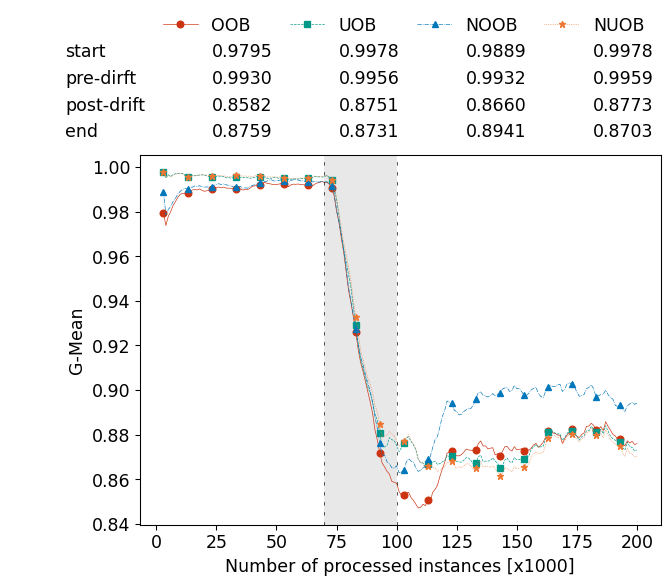 OOB UOB NOOB NUOB
start 0.9795 0.9978 0.9889 0.9978
pre-dirft 0.9930 0.9956 0.9932 0.9959
post-drift 0.8582 0.8751 0.8660 0.8773
end 0.8759 0.8731 0.8941 0.8703
1.00
0.98
0.96
0.94
0.92
0.90
0.88
0.86
0.84
G-Mean
0 25 50 75 100 125 150 175 200
Number of processed instances [x1000]